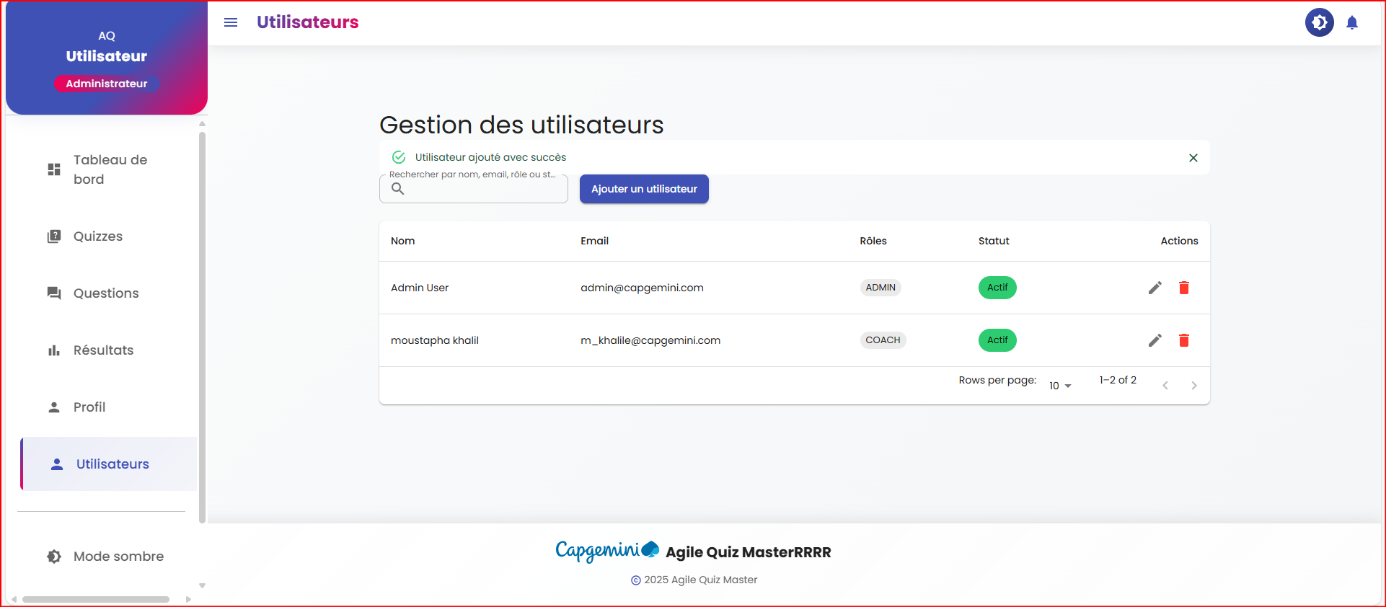 AQ
Utilisateur
Administrateur
Utilisateurs
Tableau de
bord
Quizzes
Questions
Résultats
Profil
Utilisateurs
Mode sombre
Gestion des utilisateurs
Utilisateur ajouté avec succès
Rechercher par nom, email, rôle ou st...
Ajouter un utilisateur
Nom Email Rôles Statut Actions
Admin User admin@capgemini.com ADMIN Actif
moustapha khalil m_khalile@capgemini.com COACH Actif
Rows per page: 10 1–2 of 2
Capgemini Agile Quiz MasterRRRR
© 2025 Agile Quiz Master